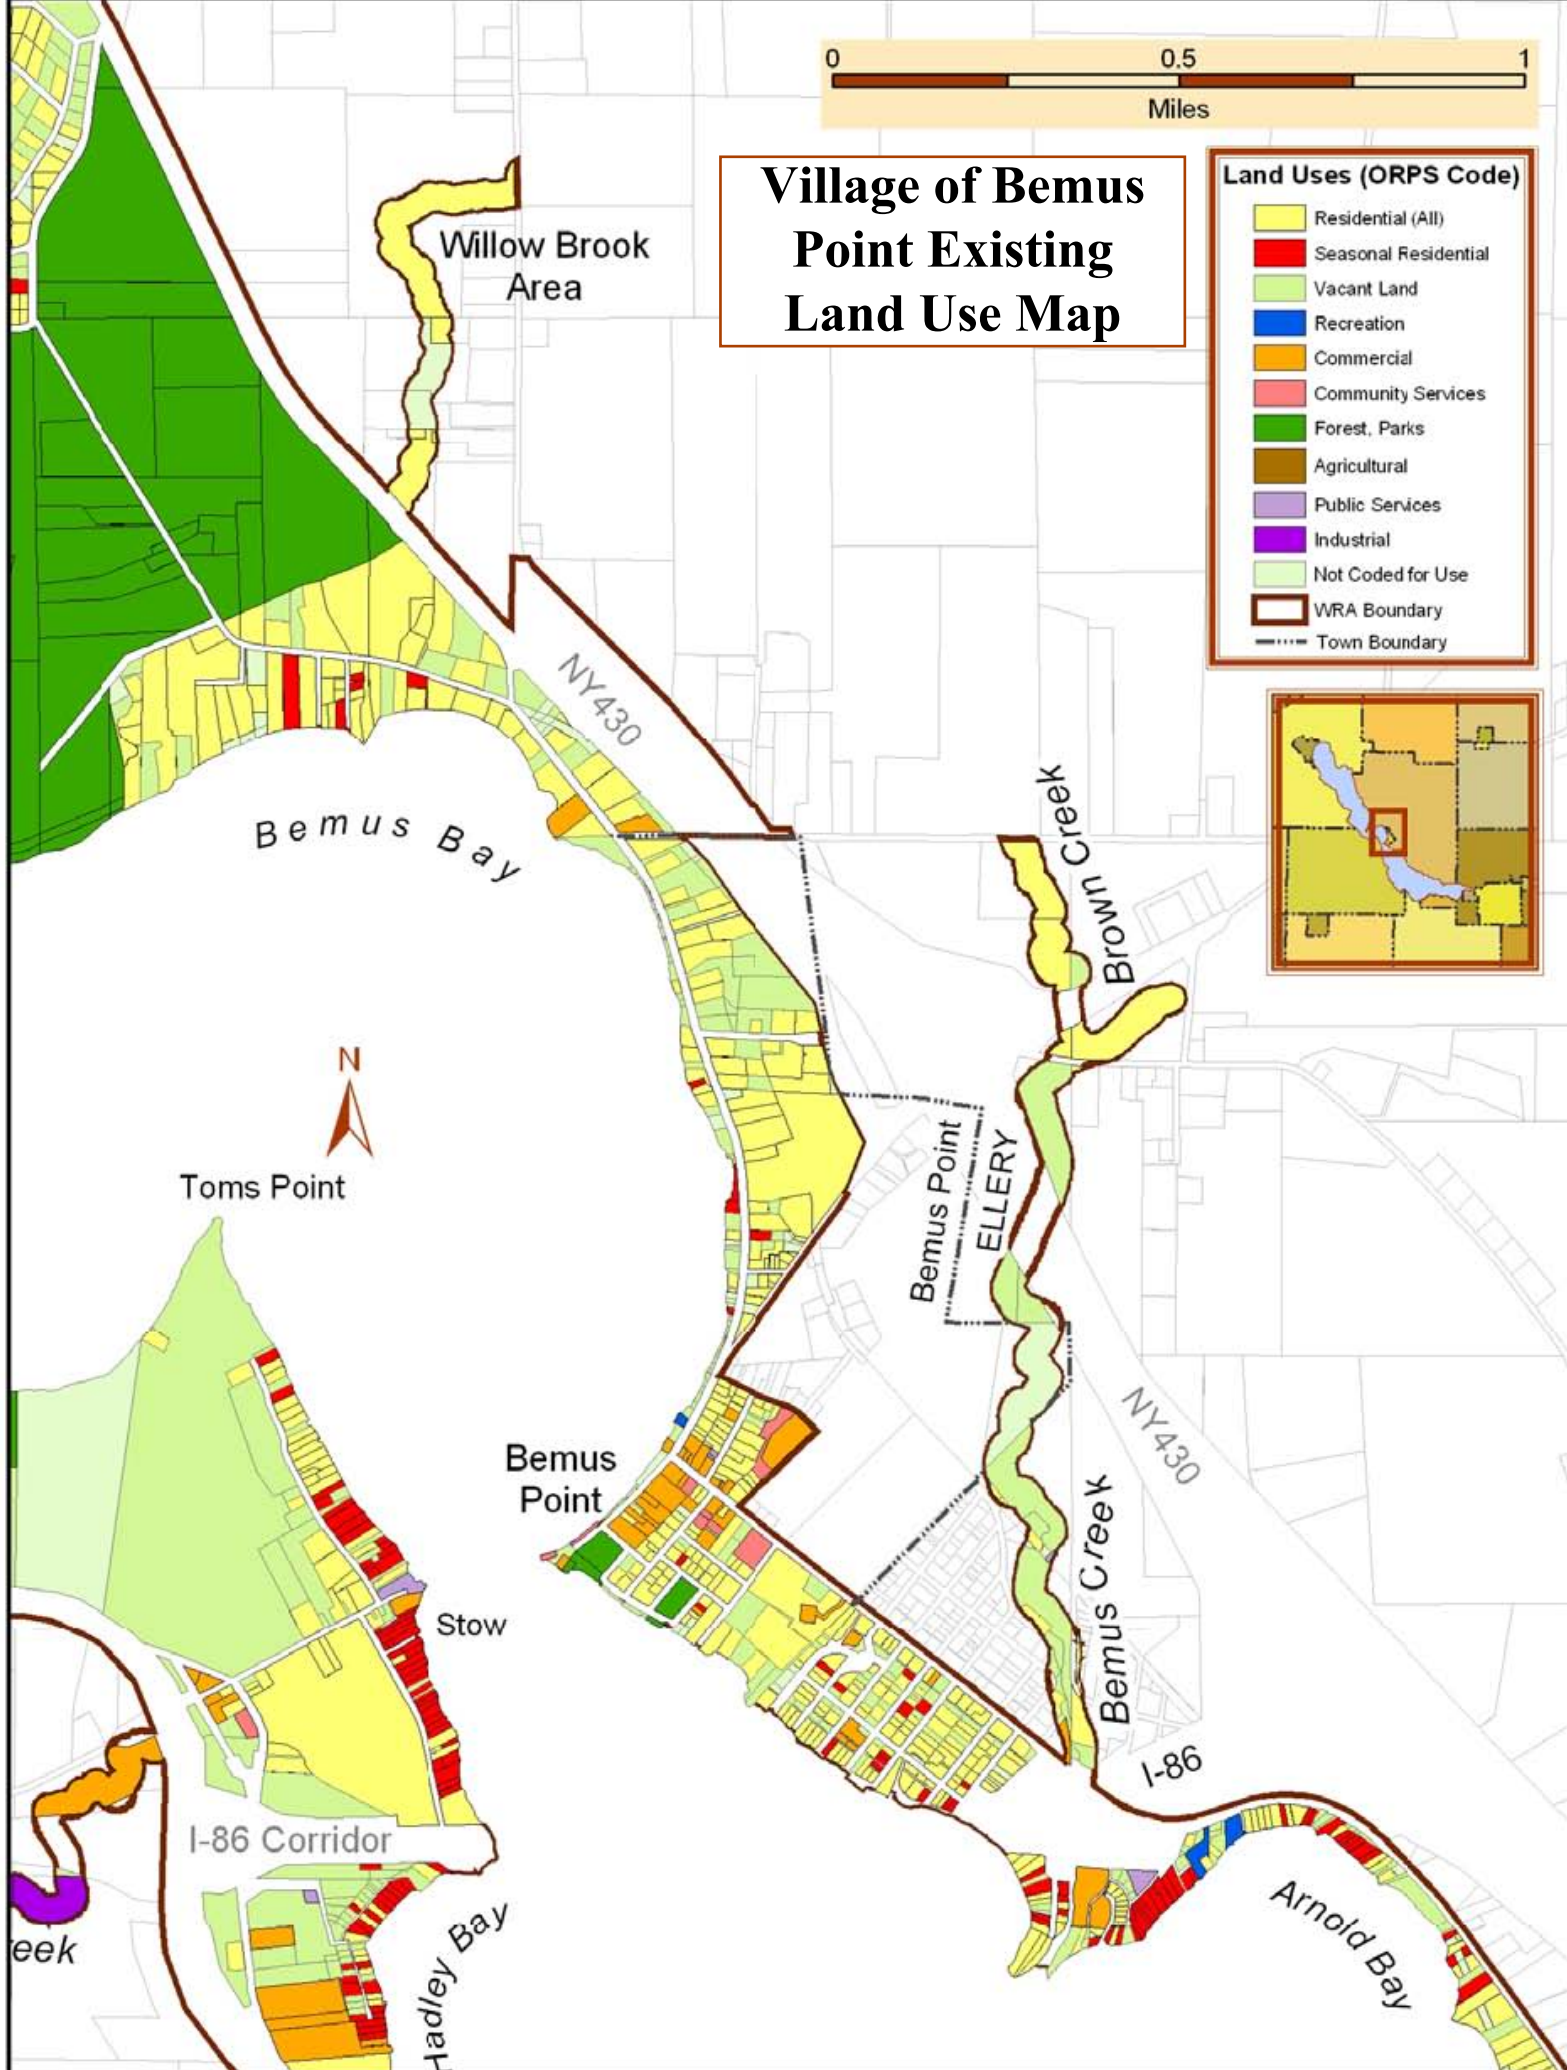 0 0.5 1
Miles
Village of Bemus
Point Existing
Land Use Map
Land Uses (ORPS Code)
Residential (All)
Seasonal Residential
Vacant Land
Recreation
Commercial
Community Services
Forest, Parks
Agricultural
Public Services
Industrial
Not Coded for Use
WRA Boundary
Town Boundary
Willow Brook
Area
NY430
Bemus Bay
Brown Creek
N
Toms Point
Bemus Point
ELLERY
NY430
Bemus
Point
Bemus Creek
Stow
I-86
I-86 Corridor
Arnold Bay
Hadley Bay
eek